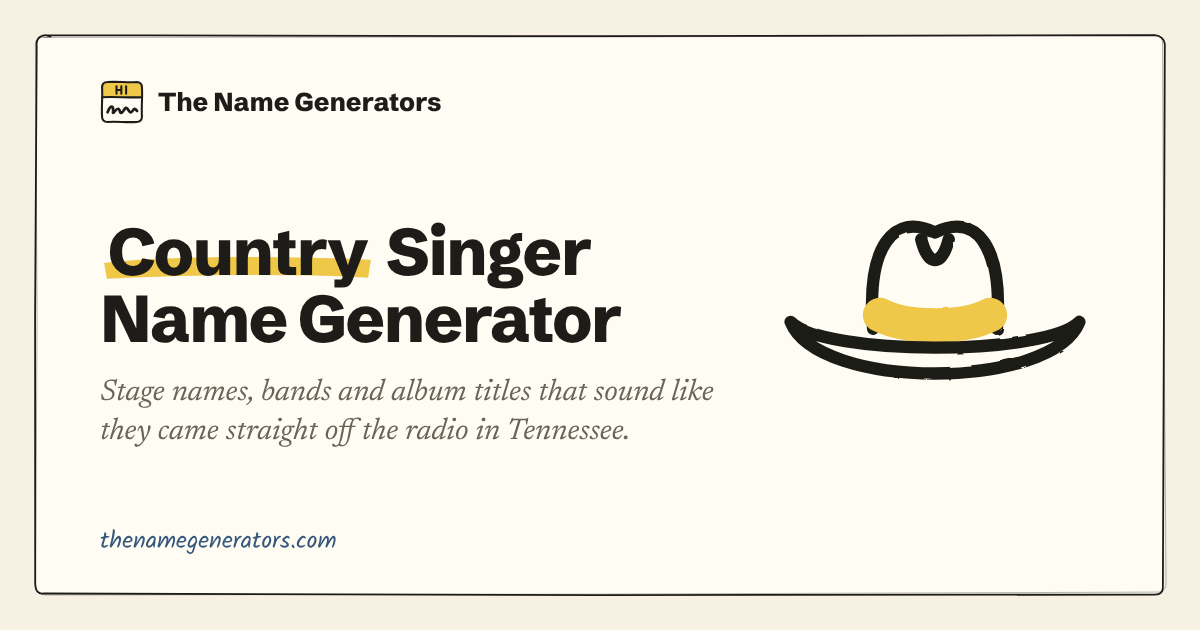 HI
The Name Generators
Country Singer
Name Generator
Stage names, bands and album titles that sound like
they came straight off the radio in Tennessee.
thenamegenerators.com